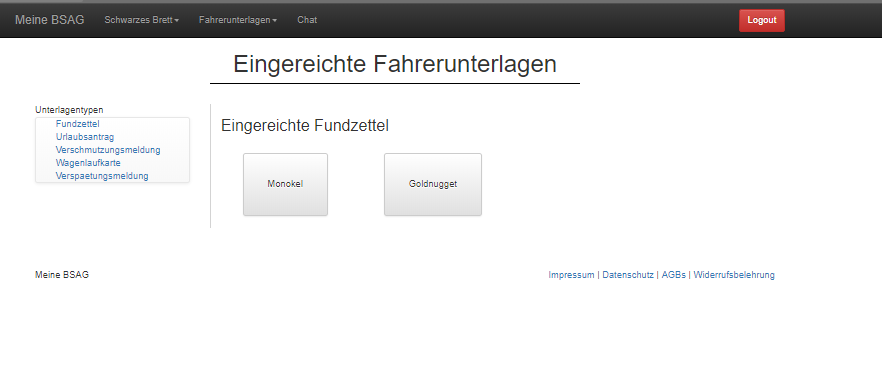 Meine BSAG Schwarzes Brett Fahrerunterlagen Chat Logout
Eingereichte Fahrerunterlagen
Unterlagentypen
Fundzettel
Urlaubsantrag
Verschmutzungsmeldung
Wagenlaufkarte
Verspaetungsmeldung
Eingereichte Fundzettel
Monokel Goldnugget
Meine BSAG Impressum | Datenschutz | AGBs | Widerrufsbelehrung